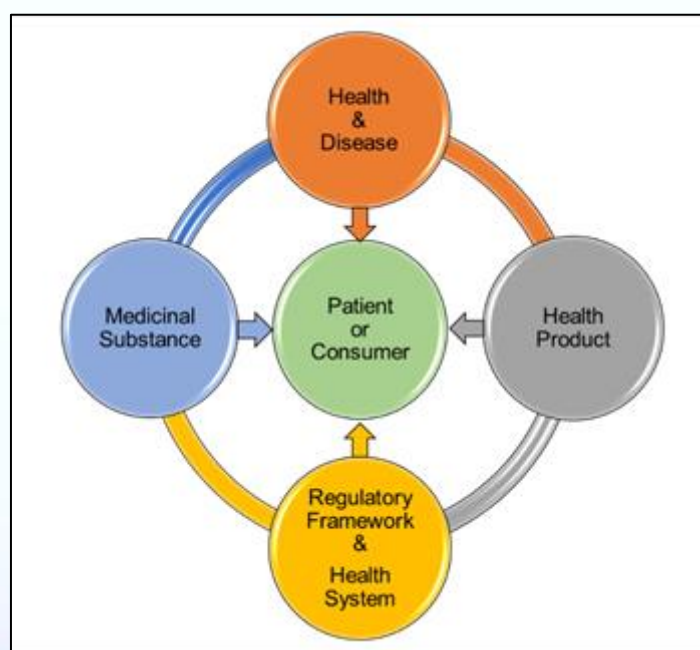 Health
&
Disease
Medicinal
Substance
Patient
or
Consumer
Health
Product
Regulatory
Framework
&
Health
System